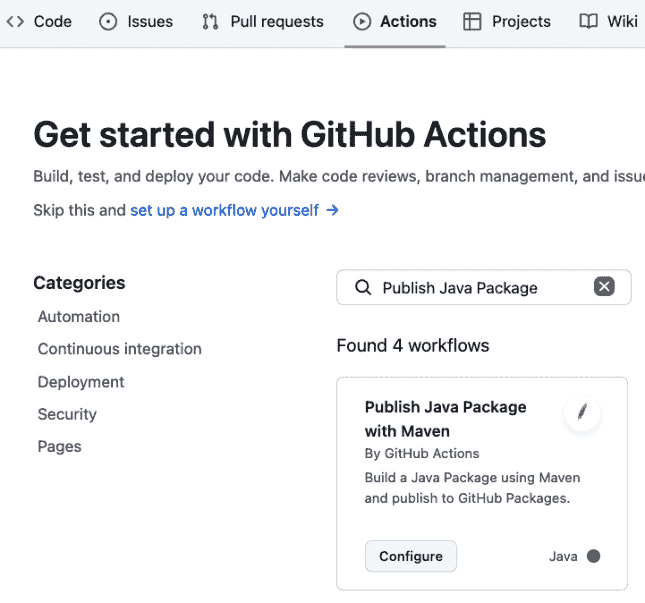 Code Issues Pull requests Actions Projects Wiki
Get started with GitHub Actions
Build, test, and deploy your code. Make code reviews, branch management, and
Skip this and set up a workflow yourself →
Categories
Automation
Continuous integration
Deployment
Security
Pages
Publish Java Package
Found 4 workflows
Publish Java Package
with Maven
By GitHub Actions
Build a Java Package using Maven
and publish to GitHub Packages.
Configure
Java